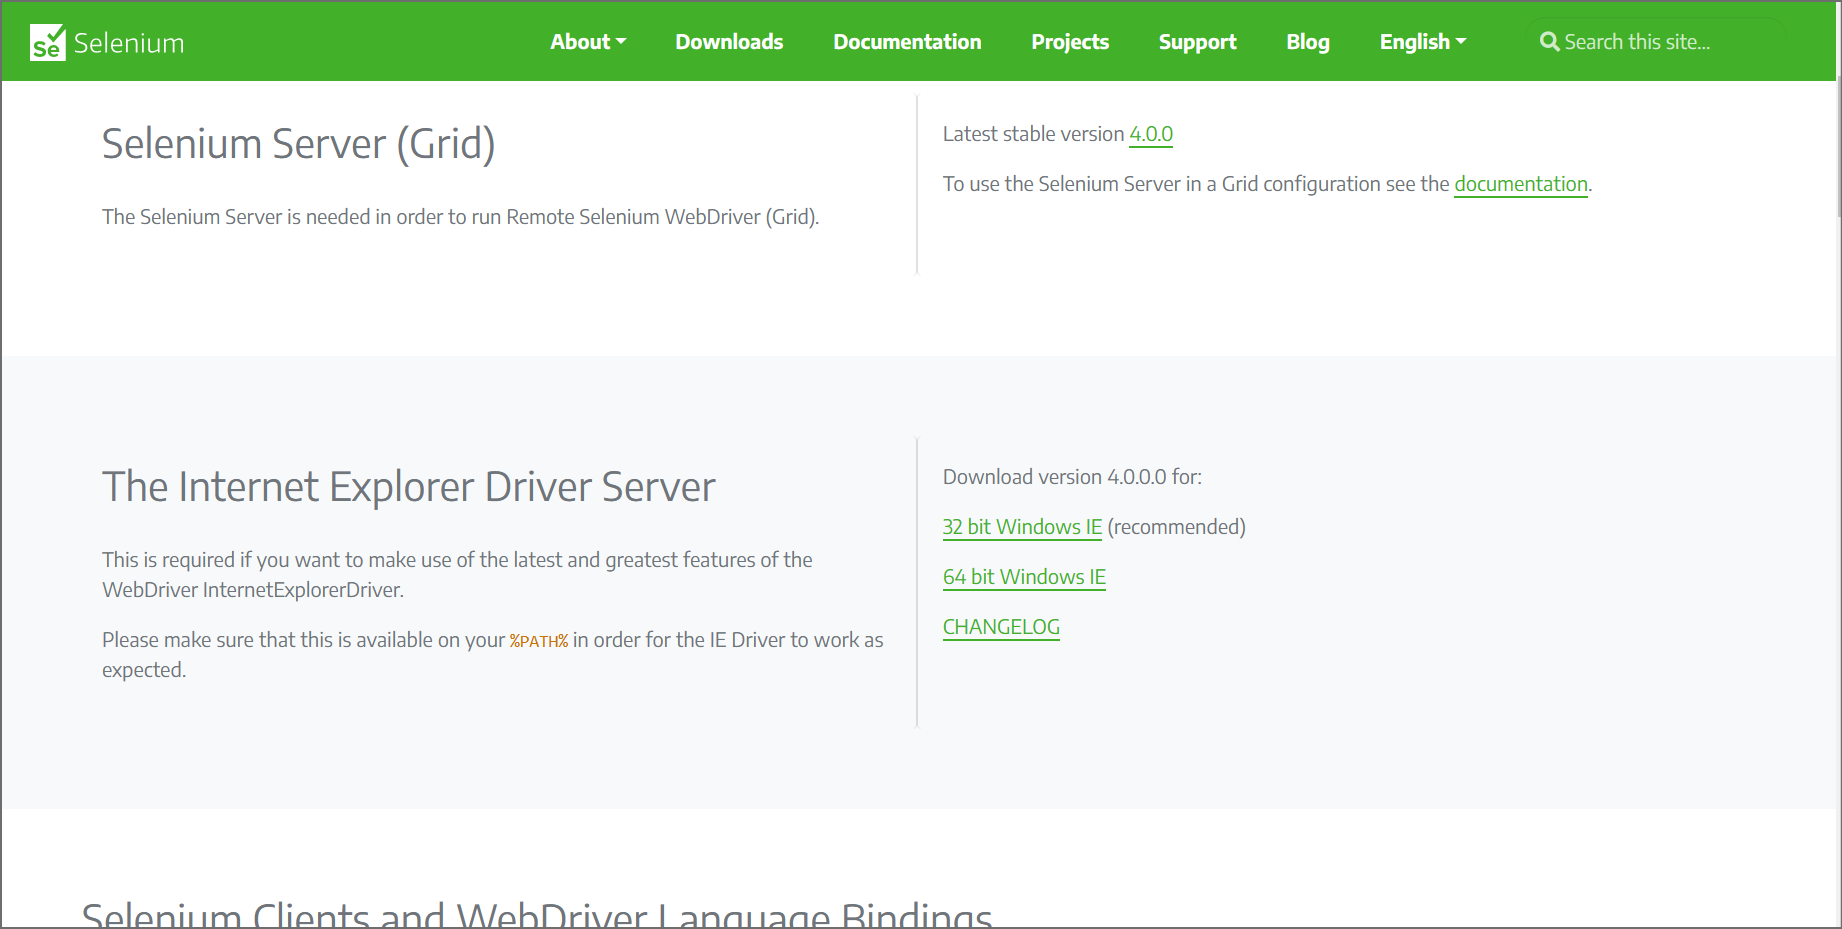 Se Selenium
About Downloads Documentation Projects Support Blog English Search this site...
Selenium Server (Grid)
The Selenium Server is needed in order to run Remote Selenium WebDriver (Grid).
Latest stable version 4.0.0
To use the Selenium Server in a Grid configuration see the documentation.
The Internet Explorer Driver Server
This is required if you want to make use of the latest and greatest features of the
WebDriver InternetExplorerDriver.
Please make sure that this is available on your %PATH% in order for the IE Driver to work as
expected.
Download version 4.0.0.0 for:
32 bit Windows IE (recommended)
64 bit Windows IE
CHANGELOG
Selenium Clients and WebDriver Language Bindings